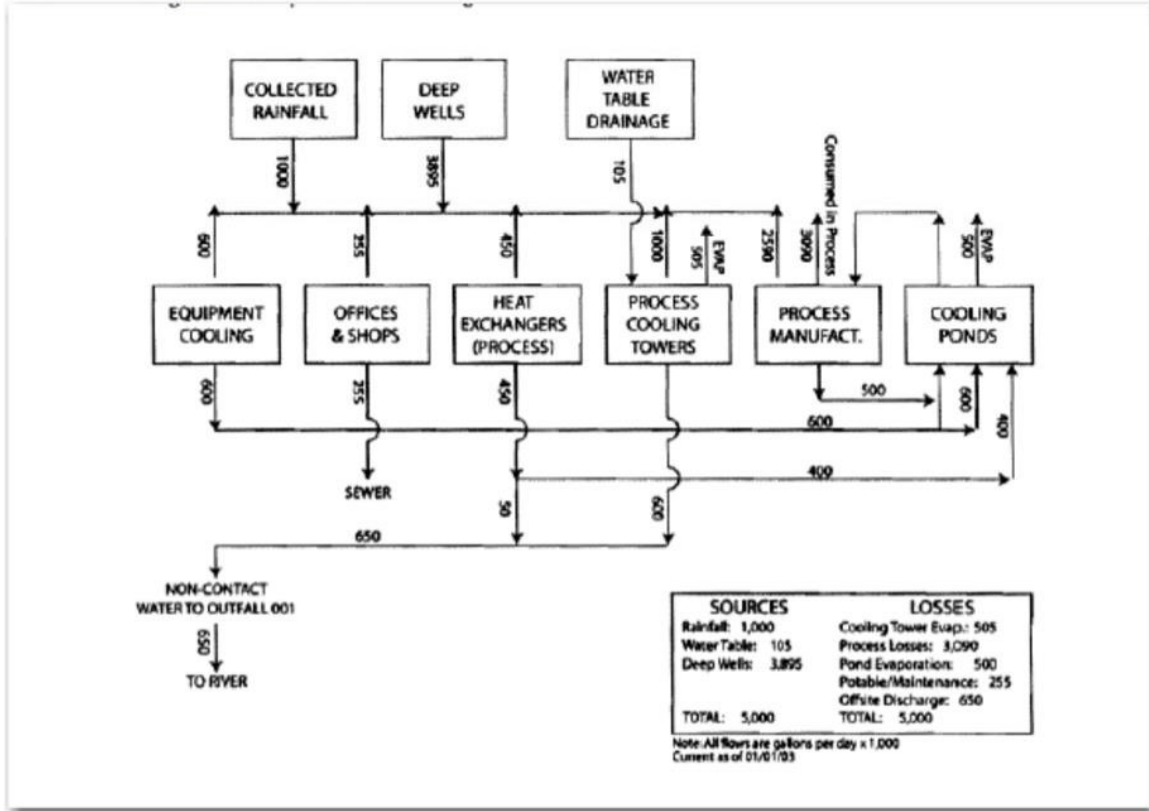 COLLECTED
RAINFALL
DEEP
WELLS
WATER
TABLE
DRAINAGE
1000
3895
105
Consumed in Process
600
255
450
1000
505
EVAP
2590
3090
500
EVAP
EQUIPMENT
COOLING
OFFICES
& SHOPS
HEAT
EXCHANGERS
(PROCESS)
PROCESS
COOLING
TOWERS
PROCESS
MANUFACT.
COOLING
PONDS
600
255
450
500
600
600
400
400
SEWER
50
600
650
NON-CONTACT
WATER TO OUTFALL 001
650
TO RIVER
SOURCES
LOSSES
Rainfall: 1,000
Cooling Tower Evap.: 505
Water Table: 105
Process Losses: 3,090
Deep Wells: 3,895
Pond Evaporation: 500
Potable/Maintenance: 255
Offsite Discharge: 650
TOTAL: 5,000
TOTAL: 5,000
Note: All flows are gallons per day x 1,000
Current as of 01/01/03